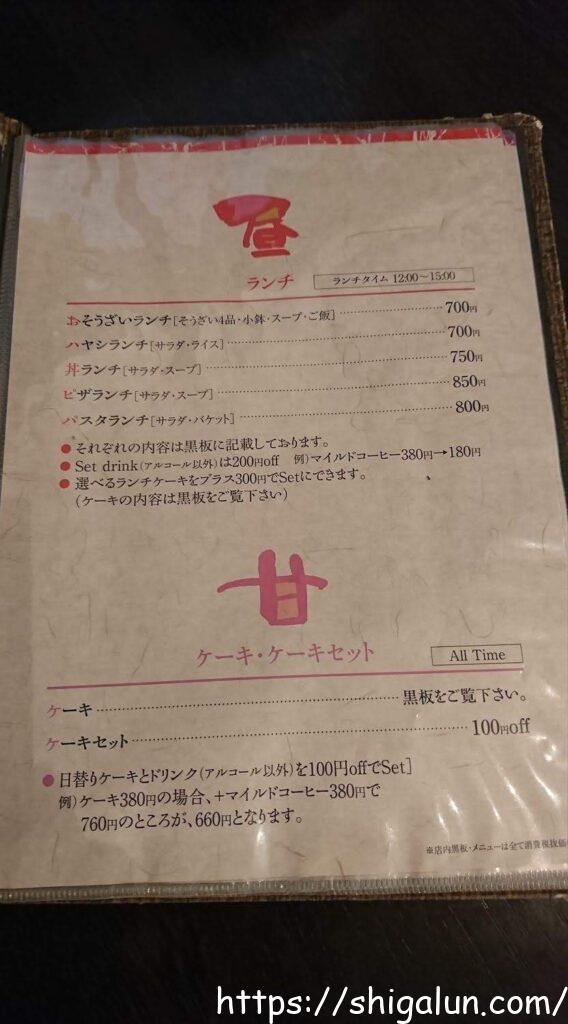 昼
ランチ ランチタイム 12:00～15:00
おそうざいランチ[そうざい4品・小鉢・スープ・ご飯] 700円
ハヤシランチ[サラダ・ライス] 700円
丼ランチ[サラダ・スープ] 750円
ピザランチ[サラダ・スープ] 850円
パスタランチ[サラダ・バケット] 800円
● それぞれの内容は黒板に記載しております。
● Set drink(アルコール以外)は200円off 例)マイルドコーヒー380円→180円
● 選べるランチケーキをプラス300円でSetにできます。
(ケーキの内容は黒板をご覧下さい)
甘
ケーキ・ケーキセット All Time
ケーキ 黒板をご覧下さい。
ケーキセット 100円off
● 日替りケーキとドリンク(アルコール以外)を100円offでSet]
例)ケーキ380円の場合、+マイルドコーヒー380円で
760円のところが、660円となります。
※店内黒板・メニューは全て消費税抜価
https://shigalun.com/